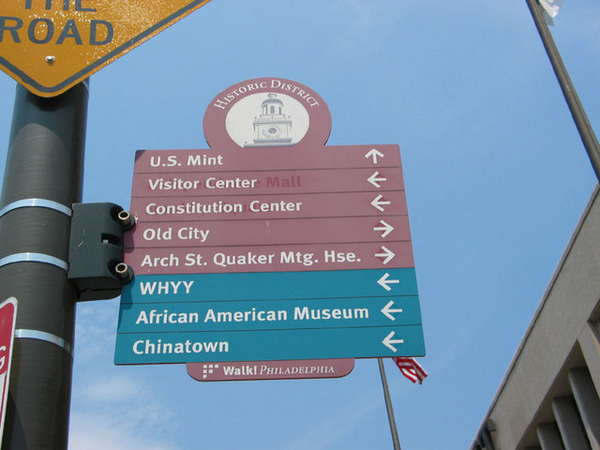 THE
ROAD
HISTORIC DISTRICT
U.S. Mint
Visitor Center Mall
Constitution Center
Old City
Arch St. Quaker Mtg. Hse.
WHYY
African American Museum
Chinatown
Walk! PHILADELPHIA